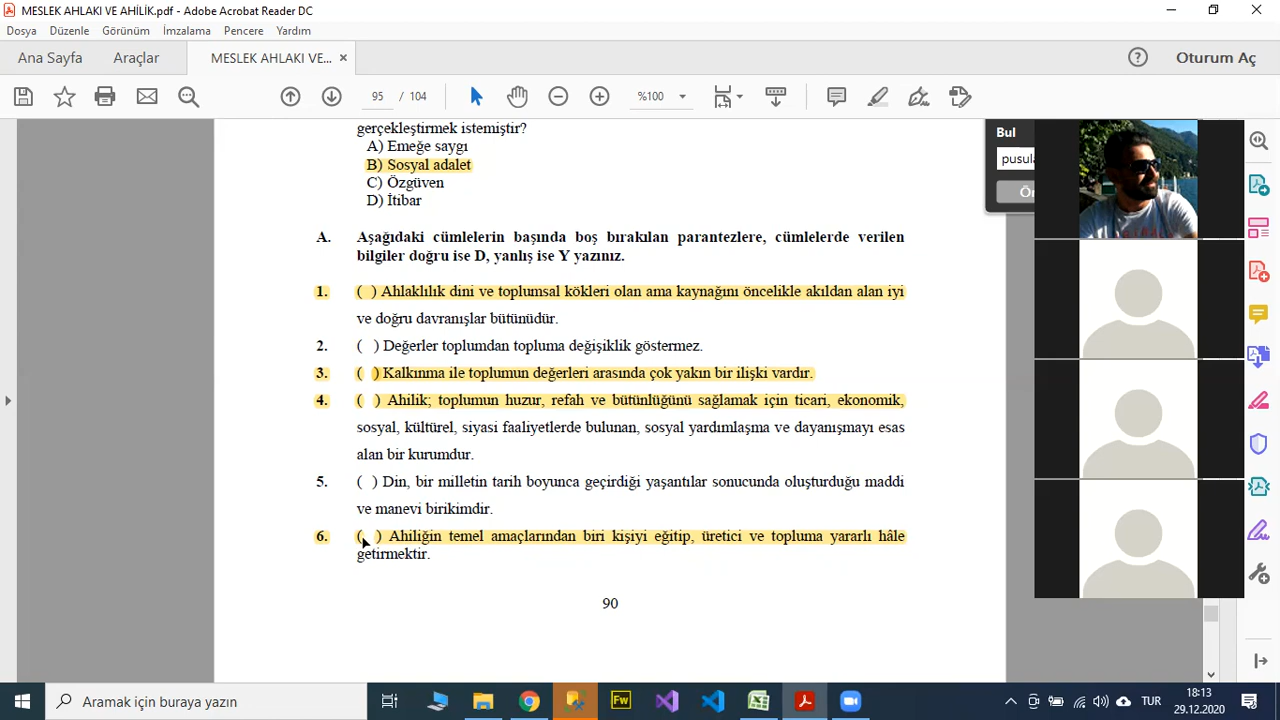 MESLEK AHLAKI VE AHİLİK.pdf - Adobe Acrobat Reader DC
Dosya Düzenle Görünüm İmzalama Pencere Yardım
Ana Sayfa Araçlar MESLEK AHLAKI VE... × Oturum Aç
95 / 104 %100
gerçekleştirmek istemiştir?
A) Emeğe saygı
B) Sosyal adalet
C) Özgüven
D) İtibar
Bul
pusula
A. Aşağıdaki cümlelerin başında boş bırakılan parantezlere, cümlelerde verilen
bilgiler doğru ise D, yanlış ise Y yazınız.
1. ( ) Ahlaklılık dini ve toplumsal kökleri olan ama kaynağını öncelikle akıldan alan iyi
ve doğru davranışlar bütünüdür.
2. ( ) Değerler toplumdan topluma değişiklik göstermez.
3. ( ) Kalkınma ile toplumun değerleri arasında çok yakın bir ilişki vardır.
4. ( ) Ahilik; toplumun huzur, refah ve bütünlüğünü sağlamak için ticari, ekonomik,
sosyal, kültürel, siyasi faaliyetlerde bulunan, sosyal yardımlaşma ve dayanışmayı esas
alan bir kurumdur.
5. ( ) Din, bir milletin tarih boyunca geçirdiği yaşantılar sonucunda oluşturduğu maddi
ve manevi birikimdir.
6. ( ) Ahiliğin temel amaçlarından biri kişiyi eğitip, üretici ve topluma yararlı hâle
getirmektir.
90
Aramak için buraya yazın
Fw
TUR
18:13
29.12.2020